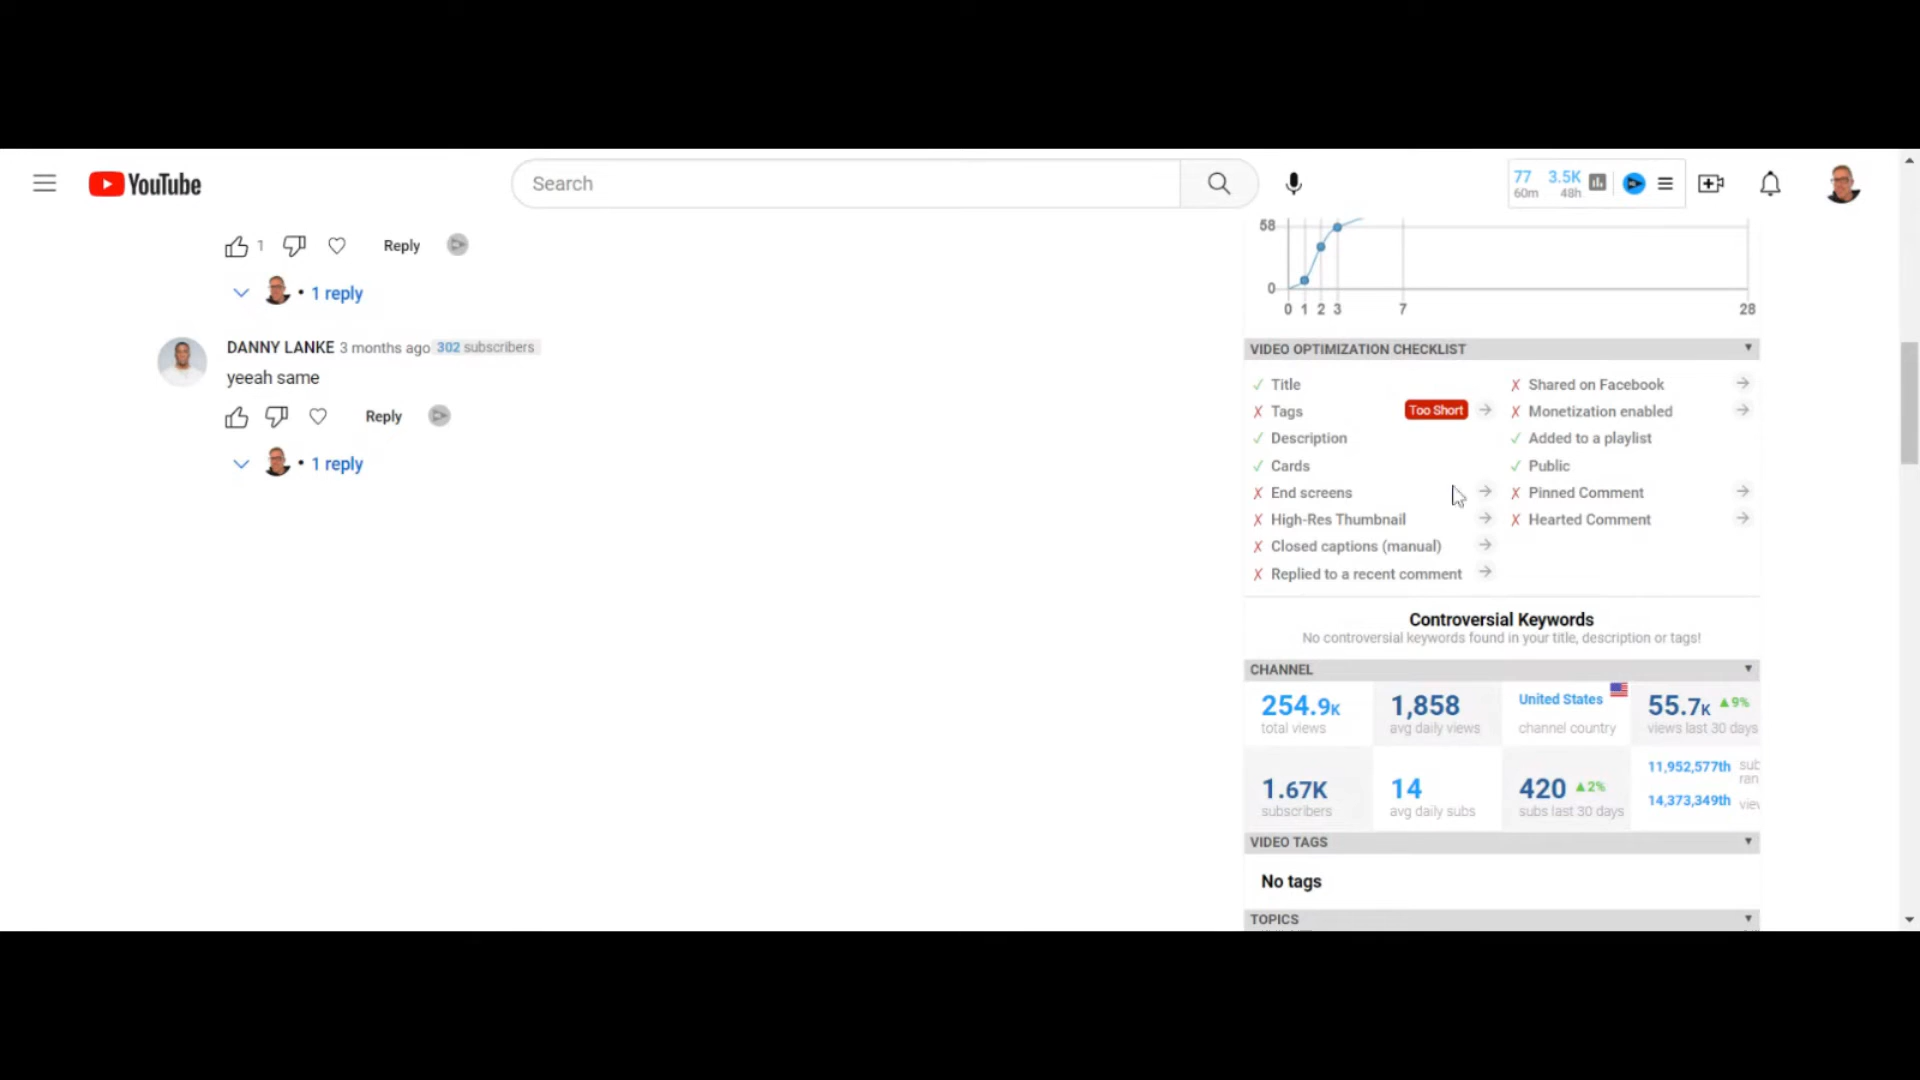 YouTube
Search
77 3.5K
60m 48h
1 Reply
• 1 reply
DANNY LANKE 3 months ago 302 subscribers
yeeah same
Reply
• 1 reply
58
0
0 1 2 3 7 28
VIDEO OPTIMIZATION CHECKLIST
Title
Tags Too Short
Description
Cards
End screens
High-Res Thumbnail
Closed captions (manual)
Replied to a recent comment
Shared on Facebook
Monetization enabled
Added to a playlist
Public
Pinned Comment
Hearted Comment
Controversial Keywords
No controversial keywords found in your title, description or tags!
CHANNEL
254.9K
total views
1,858
avg daily views
United States
channel country
55.7K ▲9%
views last 30 days
1.67K
subscribers
14
avg daily subs
420 ▲2%
subs last 30 days
11,952,577th sub
ran
14,373,349th
VIDEO TAGS
No tags
TOPICS